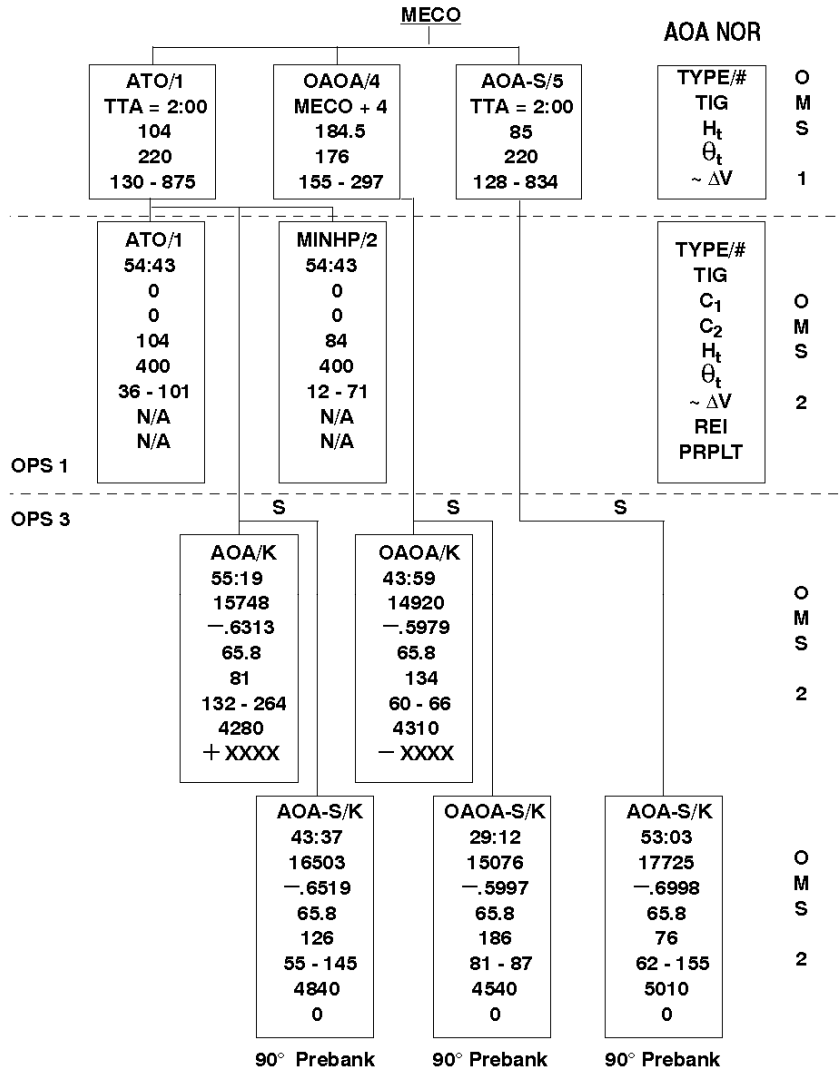 MECO
AOA NOR
ATO/1
TTA = 2:00
104
220
130 - 875
OAOA/4
MECO + 4
184.5
176
155 - 297
AOA-S/5
TTA = 2:00
85
220
128 - 834
TYPE/#
TIG
Hₜ
θₜ
~ ΔV
O
M
S
1
ATO/1
54:43
0
0
104
400
36 - 101
N/A
N/A
MINHP/2
54:43
0
0
84
400
12 - 71
N/A
N/A
TYPE/#
TIG
C₁
C₂
Hₜ
θₜ
~ ΔV
REI
PRPLT
O
M
S
2
OPS 1
OPS 3
S
S
S
AOA/K
55:19
15748
−.6313
65.8
81
132 - 264
4280
+ XXXX
OAOA/K
43:59
14920
−.5979
65.8
134
60 - 66
4310
− XXXX
O
M
S
2
AOA-S/K
43:37
16503
−.6519
65.8
126
55 - 145
4840
0
90° Prebank
OAOA-S/K
29:12
15076
−.5997
65.8
186
81 - 87
4540
0
90° Prebank
AOA-S/K
53:03
17725
−.6998
65.8
76
62 - 155
5010
0
90° Prebank
O
M
S
2